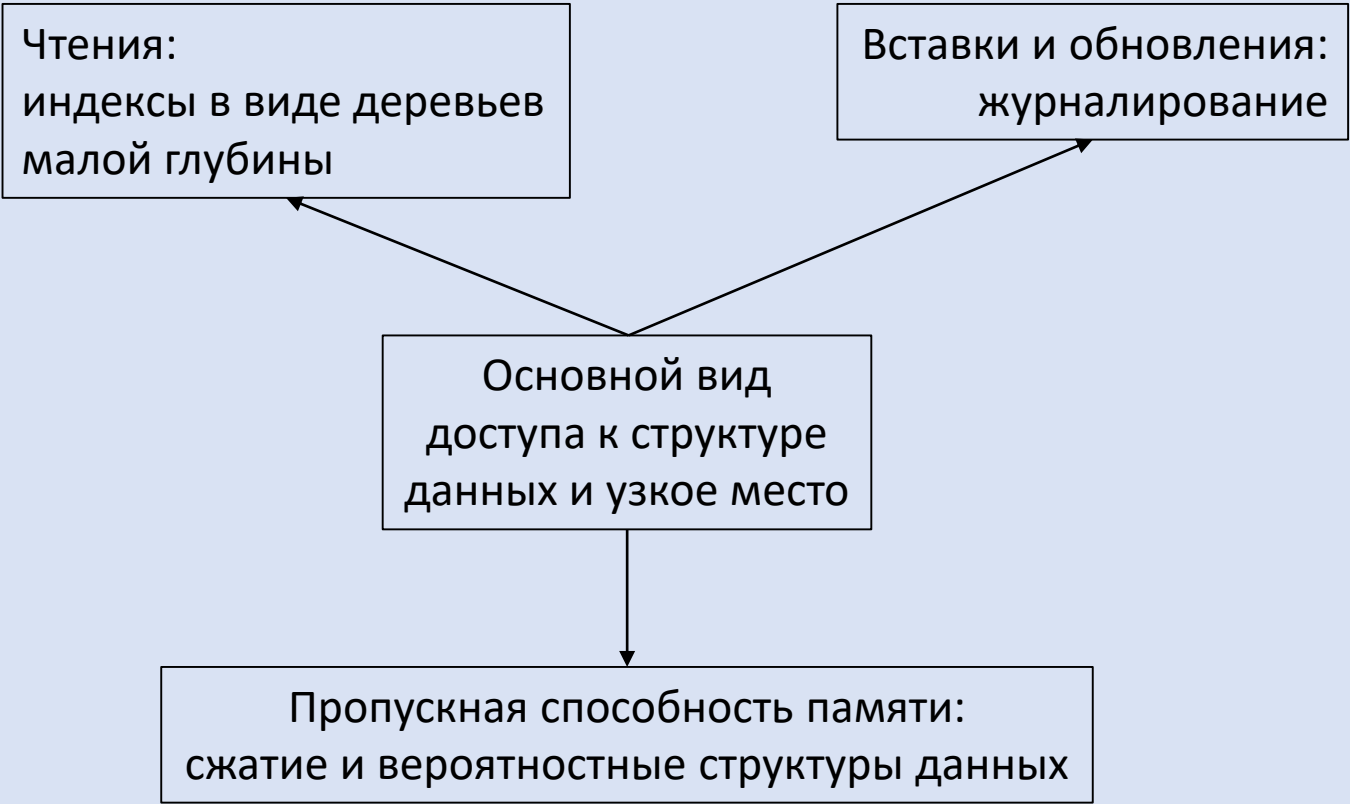 Чтения:
индексы в виде деревьев
малой глубины
Вставки и обновления:
журналирование
Основной вид
доступа к структуре
данных и узкое место
Пропускная способность памяти:
сжатие и вероятностные структуры данных